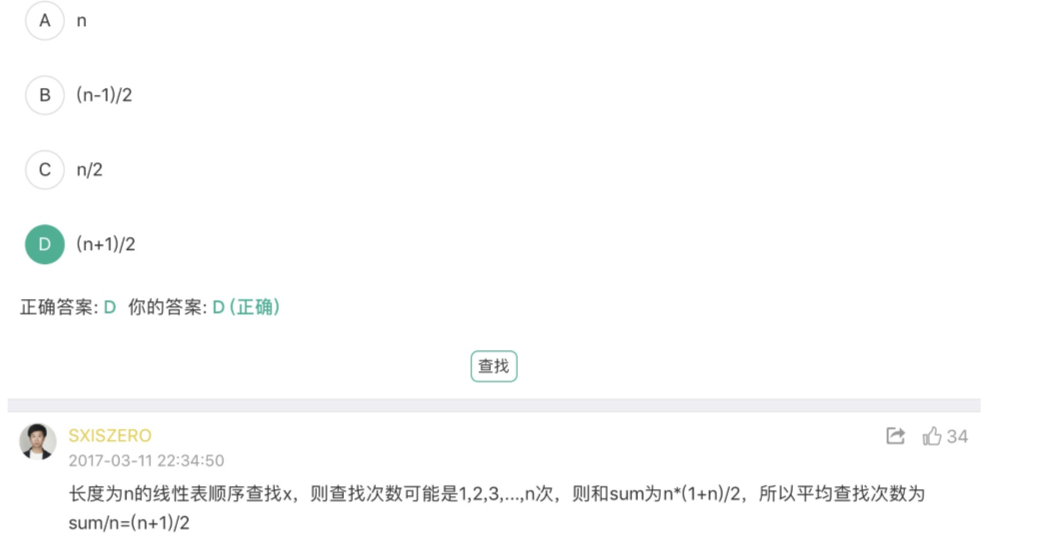 A n
B (n-1)/2
C n/2
D (n+1)/2
正确答案: D 你的答案: D (正确)
查找
SXISZERO
34
2017-03-11 22:34:50
长度为n的线性表顺序查找x，则查找次数可能是1,2,3,...,n次，则和sum为n*(1+n)/2，所以平均查找次数为
sum/n=(n+1)/2